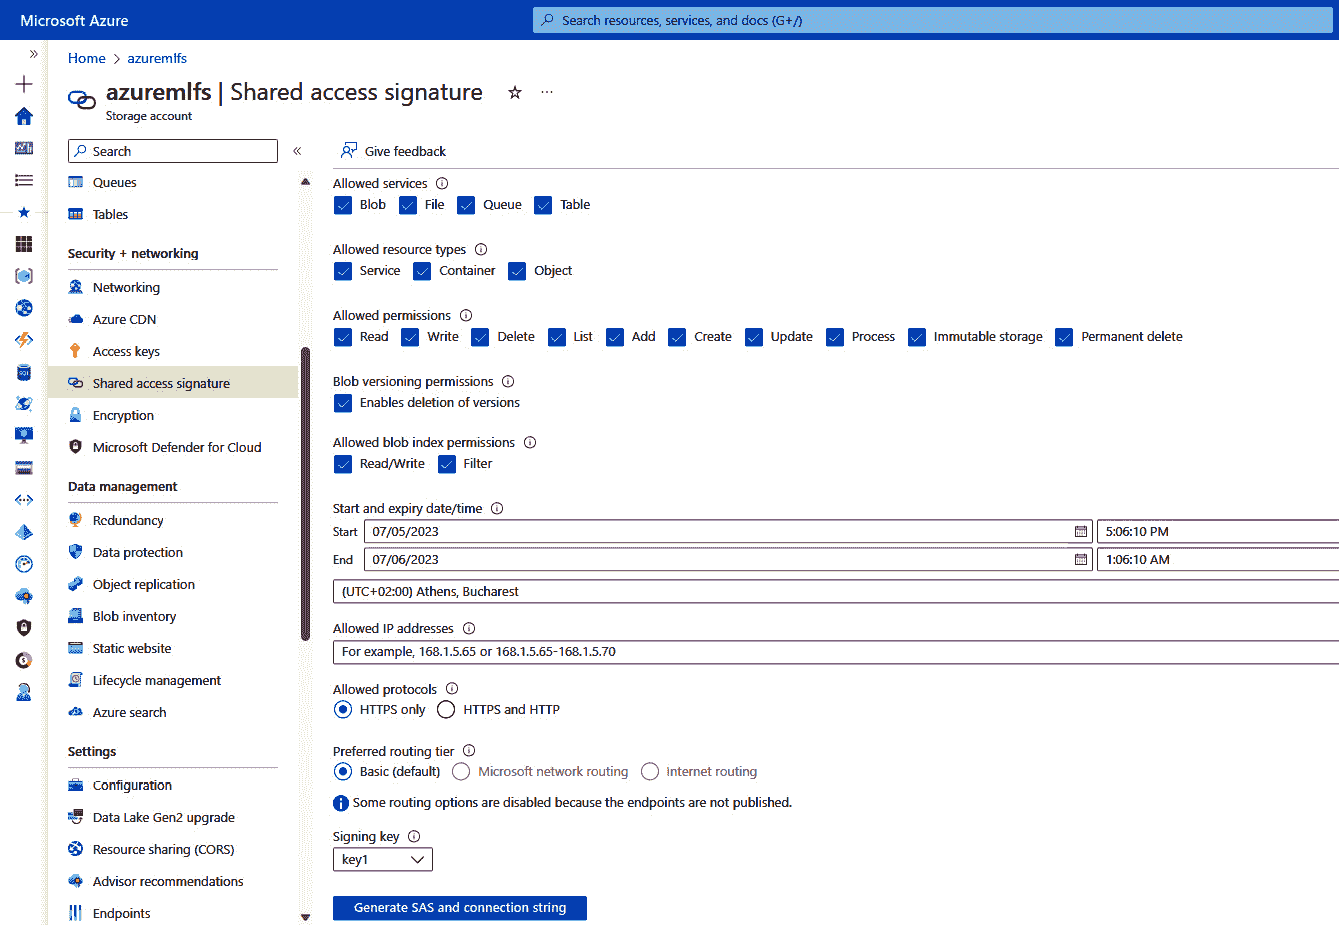 Microsoft Azure
Search resources, services, and docs (G+/)
Home > azuremlfs
azuremlfs | Shared access signature
Storage account
Search
Queues
Tables
Security + networking
Networking
Azure CDN
Access keys
Shared access signature
Encryption
Microsoft Defender for Cloud
Data management
Redundancy
Data protection
Object replication
Blob inventory
Static website
Lifecycle management
Azure search
Settings
Configuration
Data Lake Gen2 upgrade
Resource sharing (CORS)
Advisor recommendations
Endpoints
Give feedback
Allowed services
Blob File Queue Table
Allowed resource types
Service Container Object
Allowed permissions
Read Write Delete List Add Create Update Process Immutable storage Permanent delete
Blob versioning permissions
Enables deletion of versions
Allowed blob index permissions
Read/Write Filter
Start and expiry date/time
Start 07/05/2023 5:06:10 PM
End 07/06/2023 1:06:10 AM
(UTC+02:00) Athens, Bucharest
Allowed IP addresses
For example, 168.1.5.65 or 168.1.5.65-168.1.5.70
Allowed protocols
HTTPS only HTTPS and HTTP
Preferred routing tier
Basic (default) Microsoft network routing Internet routing
Some routing options are disabled because the endpoints are not published.
Signing key
key1
Generate SAS and connection string